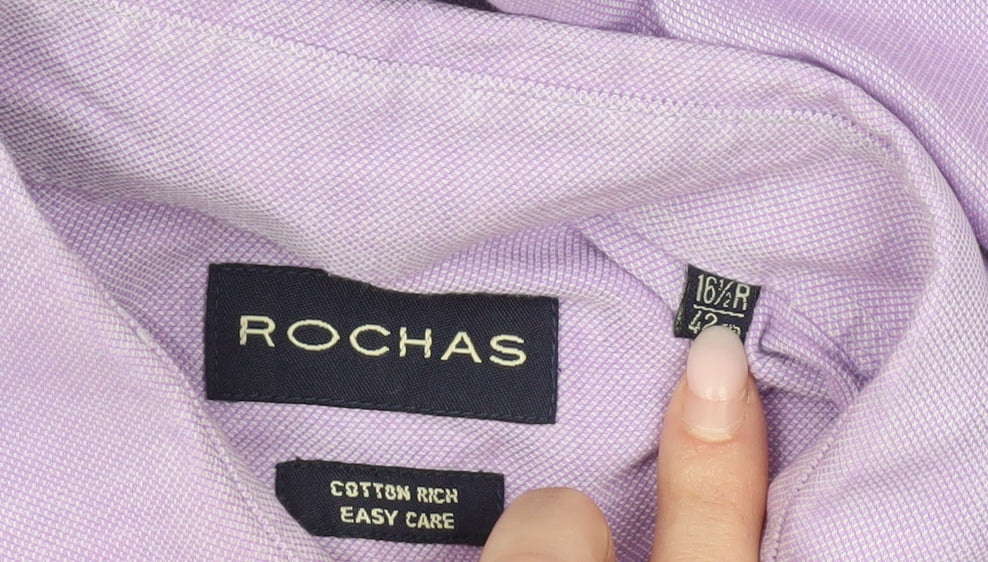 ROCHAS
16½R
42
COTTON RICH
EASY CARE